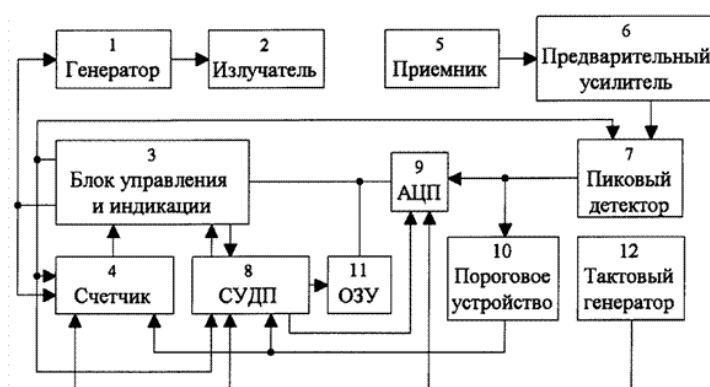 1
Генератор
2
Излучатель
5
Приемник
6
Предварительный
усилитель
3
Блок управления
и индикации
9
АЦП
7
Пиковый
детектор
4
Счетчик
8
СУДП
11
ОЗУ
10
Пороговое
устройство
12
Тактовый
генератор